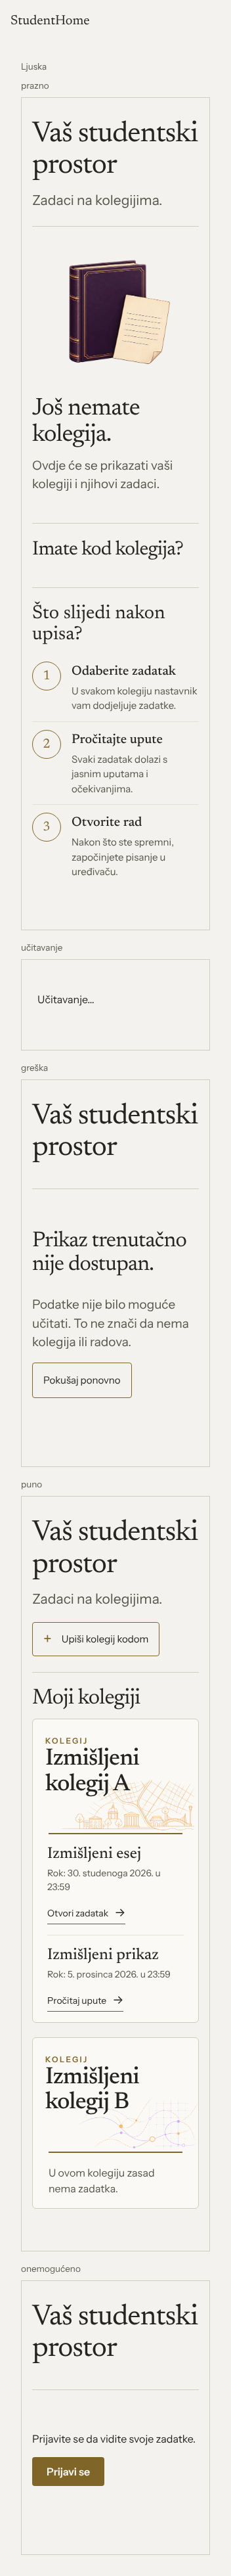 StudentHome
Ljuska
prazno
Vaš studentski
prostor
Zadaci na kolegijima.
Još nemate
kolegija.
Ovdje će se prikazati vaši
kolegiji i njihovi zadaci.
Imate kod kolegija?
Što slijedi nakon
upisa?
1
Odaberite zadatak
U svakom kolegiju nastavnik
vam dodjeljuje zadatke.
2
Pročitajte upute
Svaki zadatak dolazi s
jasnim uputama i
očekivanjima.
3
Otvorite rad
Nakon što ste spremni,
započinjete pisanje u
uređivaču.
učitavanje
Učitavanje…
greška
Vaš studentski
prostor
Prikaz trenutačno
nije dostupan.
Podatke nije bilo moguće
učitati. To ne znači da nema
kolegija ili radova.
Pokušaj ponovno
puno
Vaš studentski
prostor
Zadaci na kolegijima.
+ Upiši kolegij kodom
Moji kolegiji
KOLEGIJ
Izmišljeni
kolegij A
Izmišljeni esej
Rok: 30. studenoga 2026. u
23:59
Otvori zadatak →
Izmišljeni prikaz
Rok: 5. prosinca 2026. u 23:59
Pročitaj upute →
KOLEGIJ
Izmišljeni
kolegij B
U ovom kolegiju zasad
nema zadatka.
onemogućeno
Vaš studentski
prostor
Prijavite se da vidite svoje zadatke.
Prijavi se